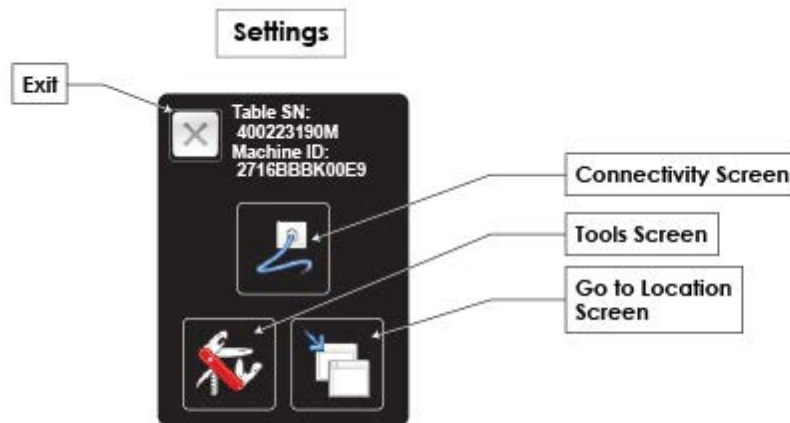 Settings
Exit
Table SN:
400223190M
Machine ID:
2716BBBK00E9
Connectivity Screen
Tools Screen
Go to Location
Screen